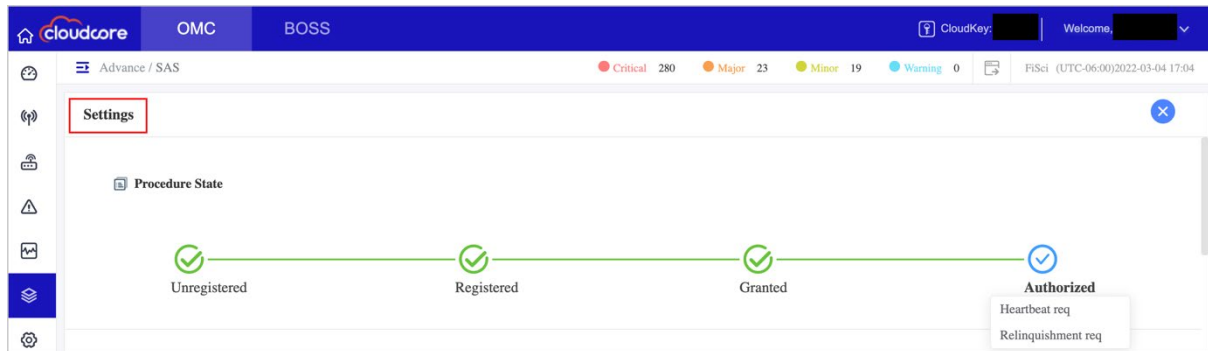 cloudcore OMC BOSS CloudKey: Welcome,
Advance / SAS Critical 280 Major 23 Minor 19 Warning 0 FiSci (UTC-06:00)2022-03-04 17:04
Settings
Procedure State
Unregistered Registered Granted Authorized
Heartbeat req
Relinquishment req